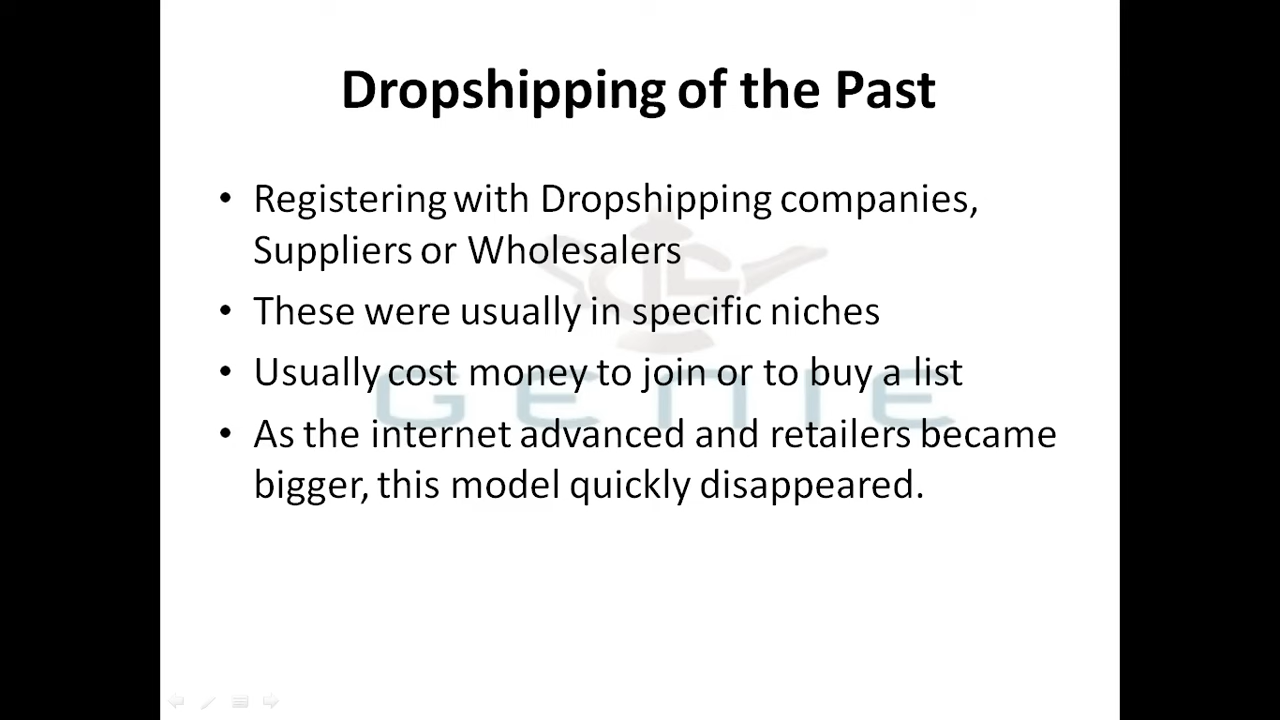 Dropshipping of the Past
• Registering with Dropshipping companies,
Suppliers or Wholesalers
• These were usually in specific niches
• Usually cost money to join or to buy a list
• As the internet advanced and retailers became
bigger, this model quickly disappeared.
GENIE